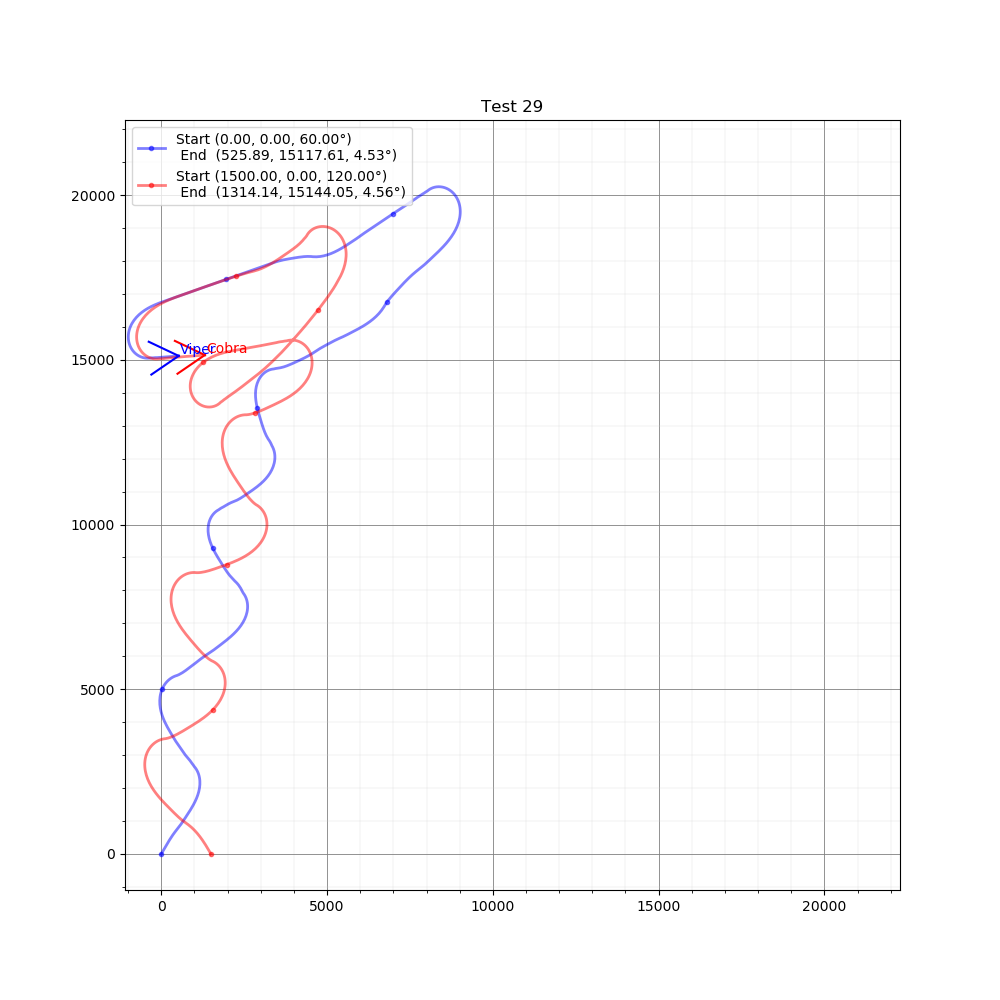 Test 29
Start (0.00, 0.00, 60.00°)
End (525.89, 15117.61, 4.53°)
Start (1500.00, 0.00, 120.00°)
End (1314.14, 15144.05, 4.56°)
20000
15000
10000
5000
0
Viper
Cobra
0
5000
10000
15000
20000